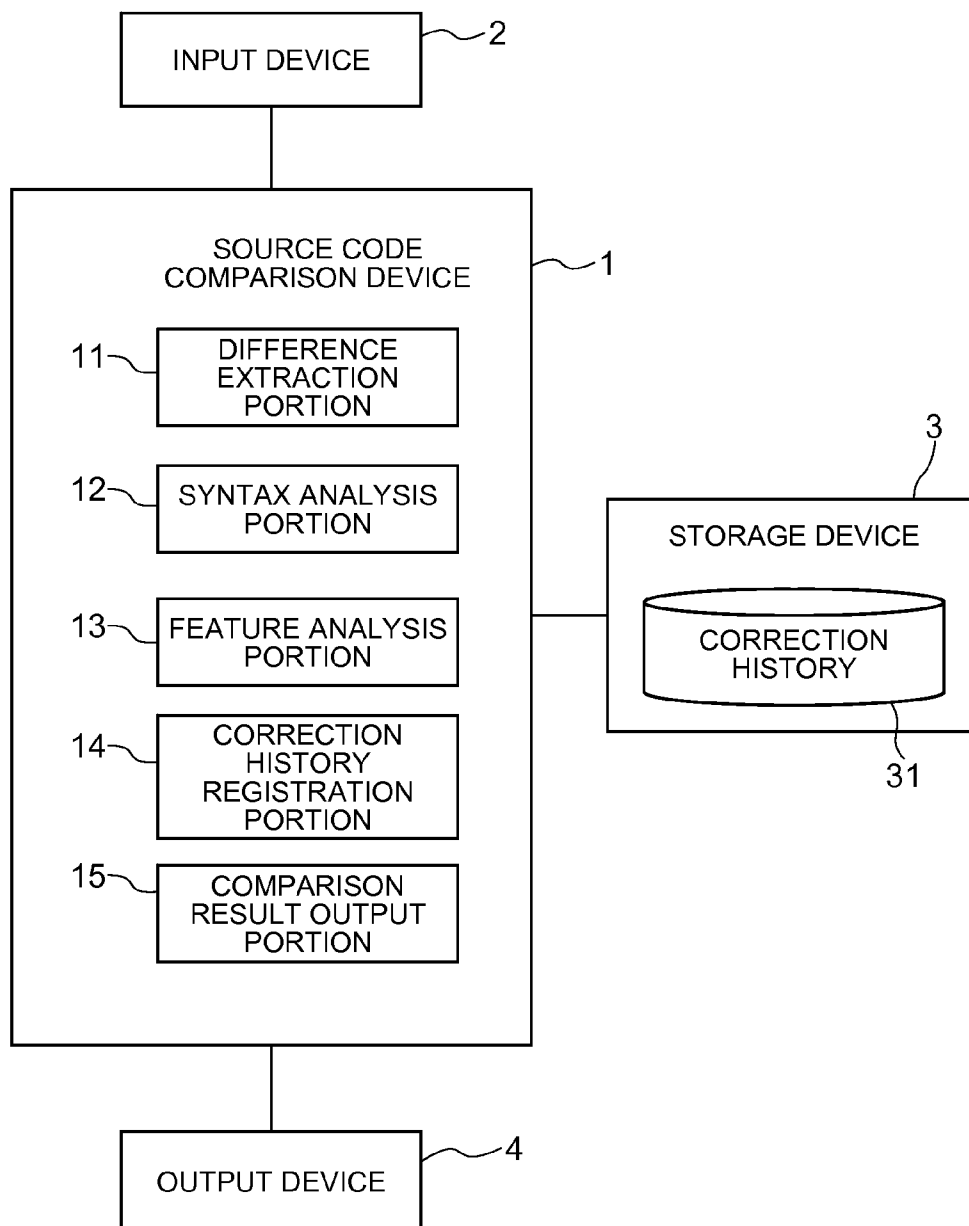 2
INPUT DEVICE
SOURCE CODE
COMPARISON DEVICE
1
11
DIFFERENCE
EXTRACTION
PORTION
12
SYNTAX ANALYSIS
PORTION
13
FEATURE ANALYSIS
PORTION
14
CORRECTION
HISTORY
REGISTRATION
PORTION
15
COMPARISON
RESULT OUTPUT
PORTION
3
STORAGE DEVICE
CORRECTION
HISTORY
31
4
OUTPUT DEVICE